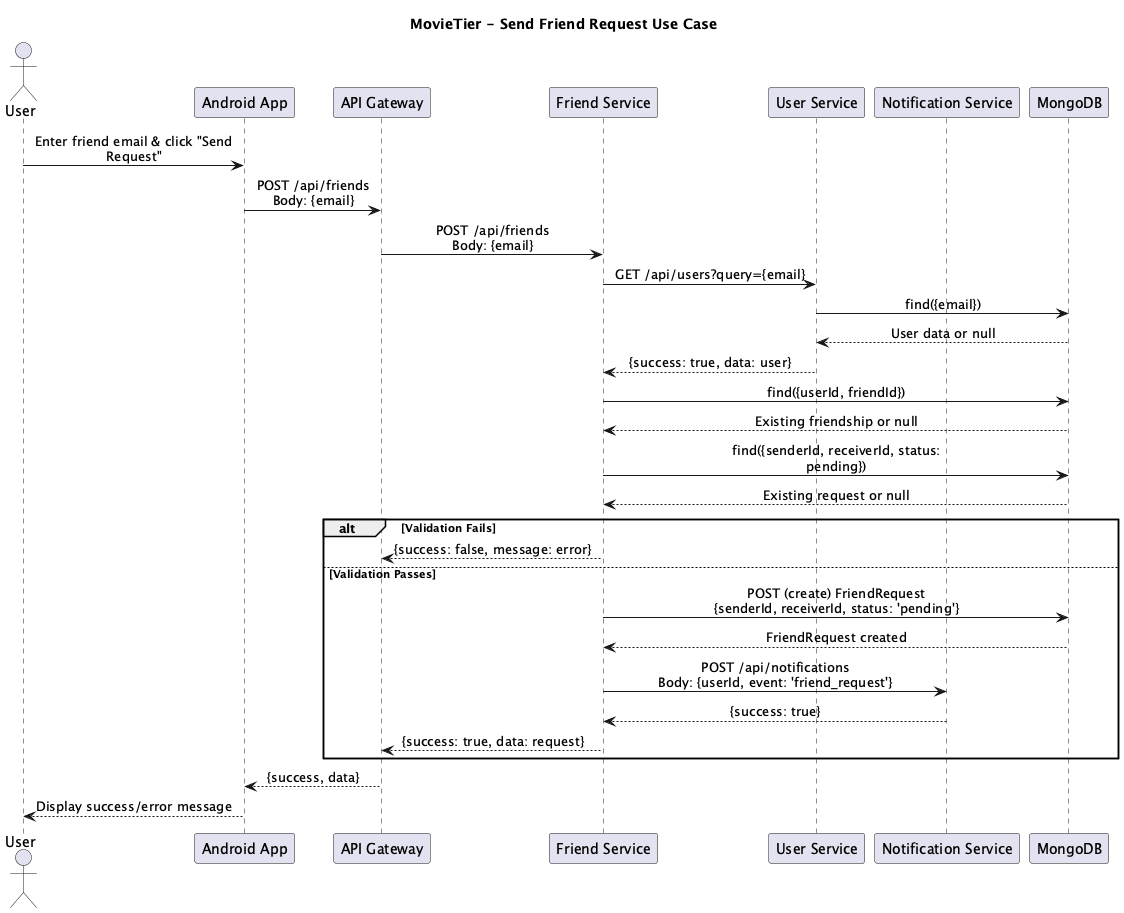 MovieTier - Send Friend Request Use Case
User
Android App
API Gateway
Friend Service
User Service
Notification Service
MongoDB
Enter friend email & click "Send
Request"
POST /api/friends
Body: {email}
POST /api/friends
Body: {email}
GET /api/users?query={email}
find({email})
User data or null
{success: true, data: user}
find({userId, friendId})
Existing friendship or null
find({senderId, receiverId, status:
pending})
Existing request or null
alt
[Validation Fails]
{success: false, message: error}
[Validation Passes]
POST (create) FriendRequest
{senderId, receiverId, status: 'pending'}
FriendRequest created
POST /api/notifications
Body: {userId, event: 'friend_request'}
{success: true}
{success: true, data: request}
{success, data}
Display success/error message
User
Android App
API Gateway
Friend Service
User Service
Notification Service
MongoDB